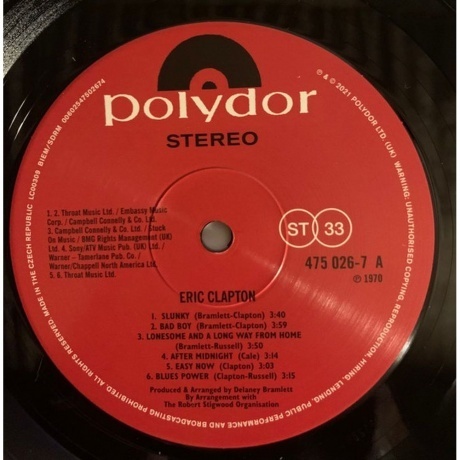 polydor
STEREO
1. 2. Throat Music Ltd. / Embassy Music
Corp. / Campbell Connelly & Co. Ltd.
3. Campbell Connelly & Co. Ltd. / Stuck
On Music / BMG Rights Management (UK)
Ltd. 4. Sony/ATV Music Pub. (UK) Ltd. /
Warner - Tamerlane Pub. Co. /
Warner/Chappell North America Ltd.
5. 6. Throat Music Ltd.
ST 33
475 026-7 A
℗ 1970
ERIC CLAPTON
1. SLUNKY (Bramlett-Clapton) 3:40
2. BAD BOY (Bramlett-Clapton) 3:59
3. LONESOME AND A LONG WAY FROM HOME
(Bramlett-Russell) 3:50
4. AFTER MIDNIGHT (Cale) 3:14
5. EASY NOW (Clapton) 3:03
6. BLUES POWER (Clapton-Russell) 3:15
Produced & Arranged by Delaney Bramlett
By Arrangement with
The Robert Stigwood Organisation
℗ & © 2021 POLYDOR LTD. (UK) WARNING: UNAUTHORISED COPYING, REPRODUCTION, HIRING, LENDING, PUBLIC PERFORMANCE AND BROADCASTING PROHIBITED. ALL RIGHTS RESERVED. MADE IN THE CZECH REPUBLIC LC00309 BIEM/SDRM 00602547502674